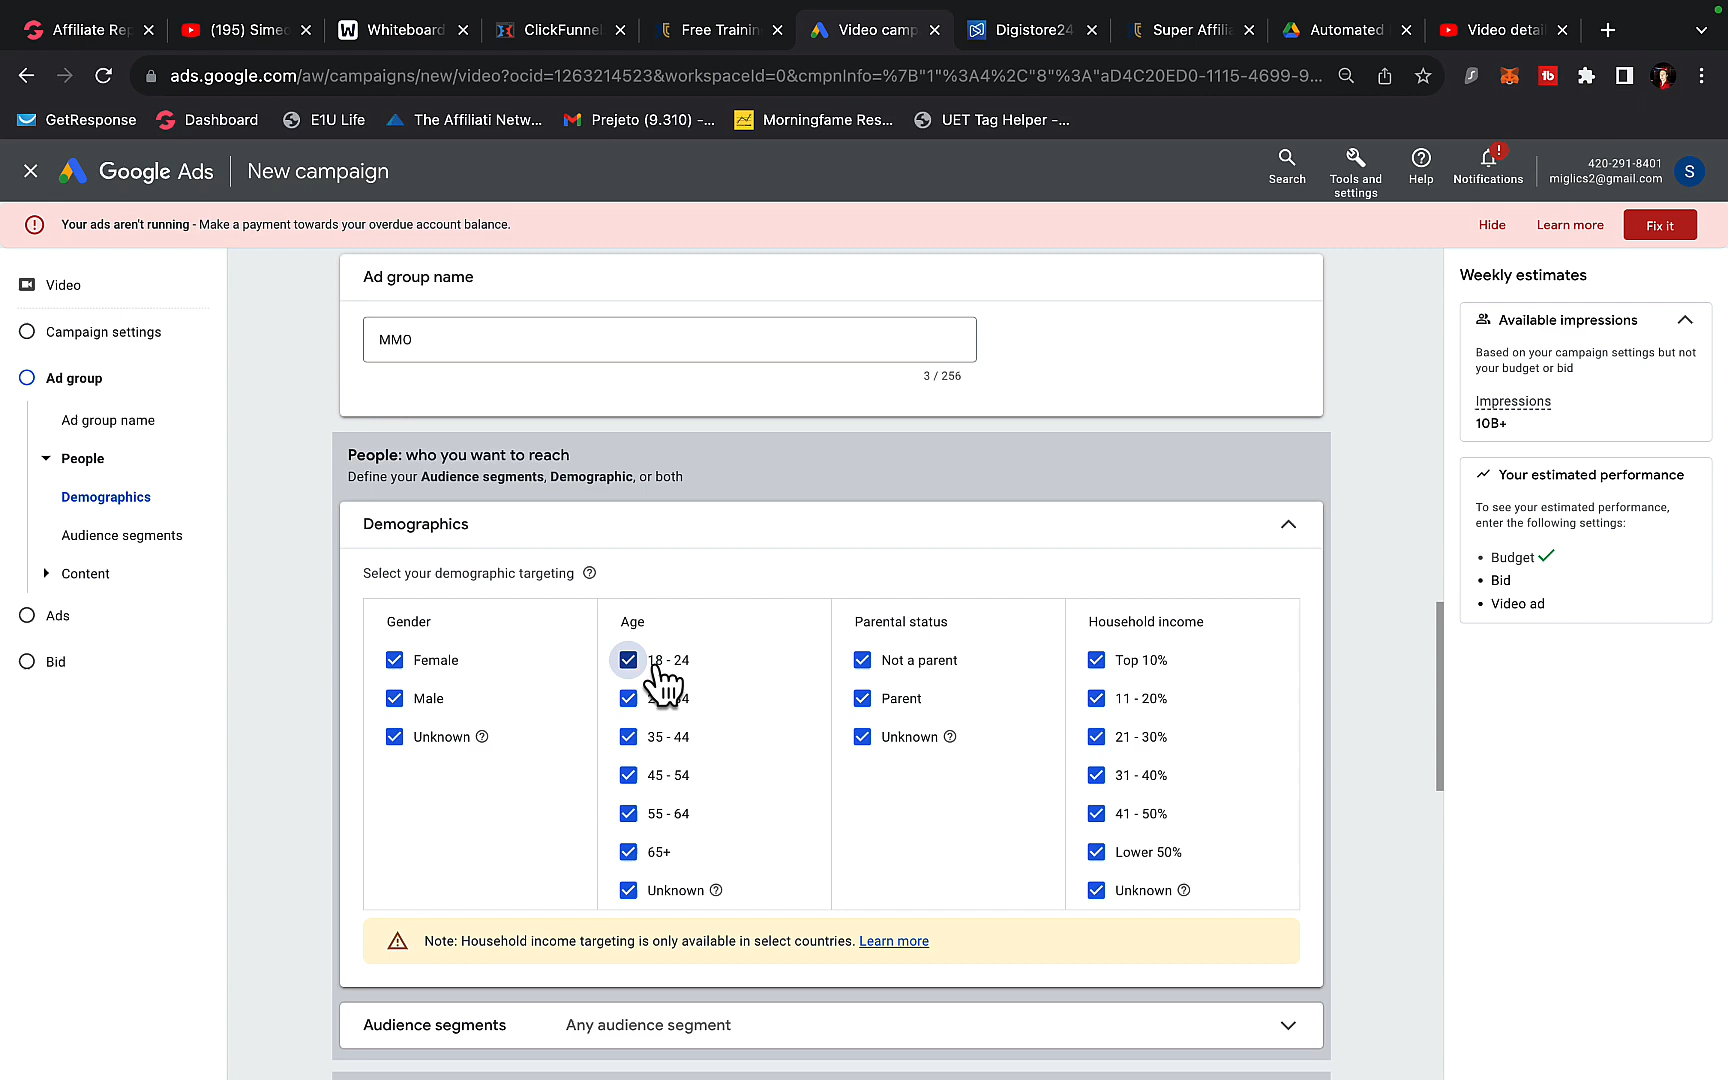 Affiliate Rep
(195) Sime
Whiteboard
ClickFunne
Free Trainin
Video camp
Digistore24
Super Affilia
Automated
Video detai
ads.google.com/aw/campaigns/new/video?ocid=1263214523&workspaceId=0&cmpnInfo=%7B"1"%3A4%2C"8"%3A"aD4C20ED0-1115-4699-9...
GetResponse
Dashboard
E1U Life
The Affiliati Netw...
Prejeto (9.310) -...
Morningfame Res...
UET Tag Helper -...
Google Ads
New campaign
Search
Tools and
settings
Help
Notifications
420-291-8401
miglics2@gmail.com
S
Your ads aren't running - Make a payment towards your overdue account balance.
Hide
Learn more
Fix it
Video
Campaign settings
Ad group
Ad group name
People
Demographics
Audience segments
Content
Ads
Bid
Ad group name
MMO
3 / 256
People: who you want to reach
Define your Audience segments, Demographic, or both
Demographics
Select your demographic targeting
Gender
Female
Male
Unknown
Age
18 - 24
35 - 44
45 - 54
55 - 64
65+
Unknown
Parental status
Not a parent
Parent
Unknown
Household income
Top 10%
11 - 20%
21 - 30%
31 - 40%
41 - 50%
Lower 50%
Unknown
Note: Household income targeting is only available in select countries. Learn more
Audience segments
Any audience segment
Weekly estimates
Available impressions
Based on your campaign settings but not
your budget or bid
Impressions
10B+
Your estimated performance
To see your estimated performance,
enter the following settings:
Budget
Bid
Video ad